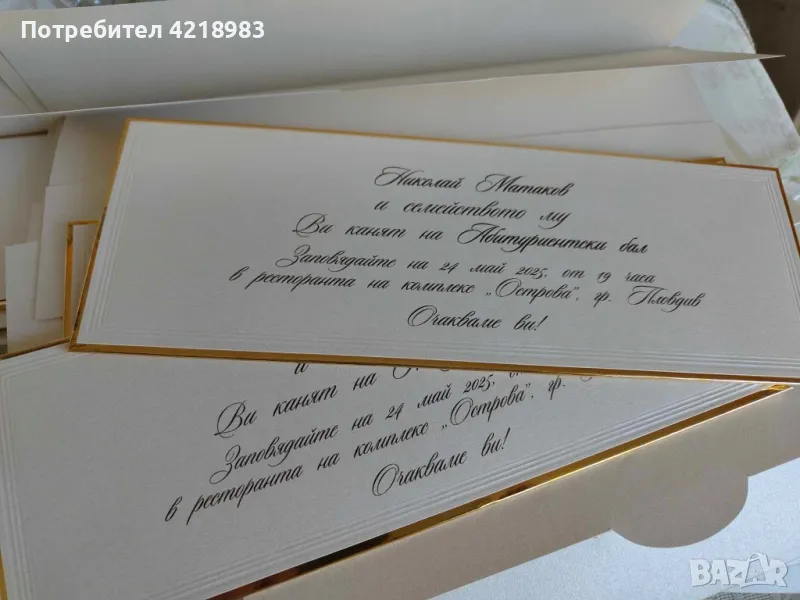 Потребител 4218983
Николай Матаков
и семейството му
Ви канят на Абитуриентски бал
Заповядайте на 24 май 2025, от 19 часа
в ресторанта на комплекс „Острова”, гр. Пловдив
Очакваме ви!
и
Ви канят на
Заповядайте на 24 май 2025,
в ресторанта на комплекс „Острова”, гр.
Очакваме ви!
BAZAR